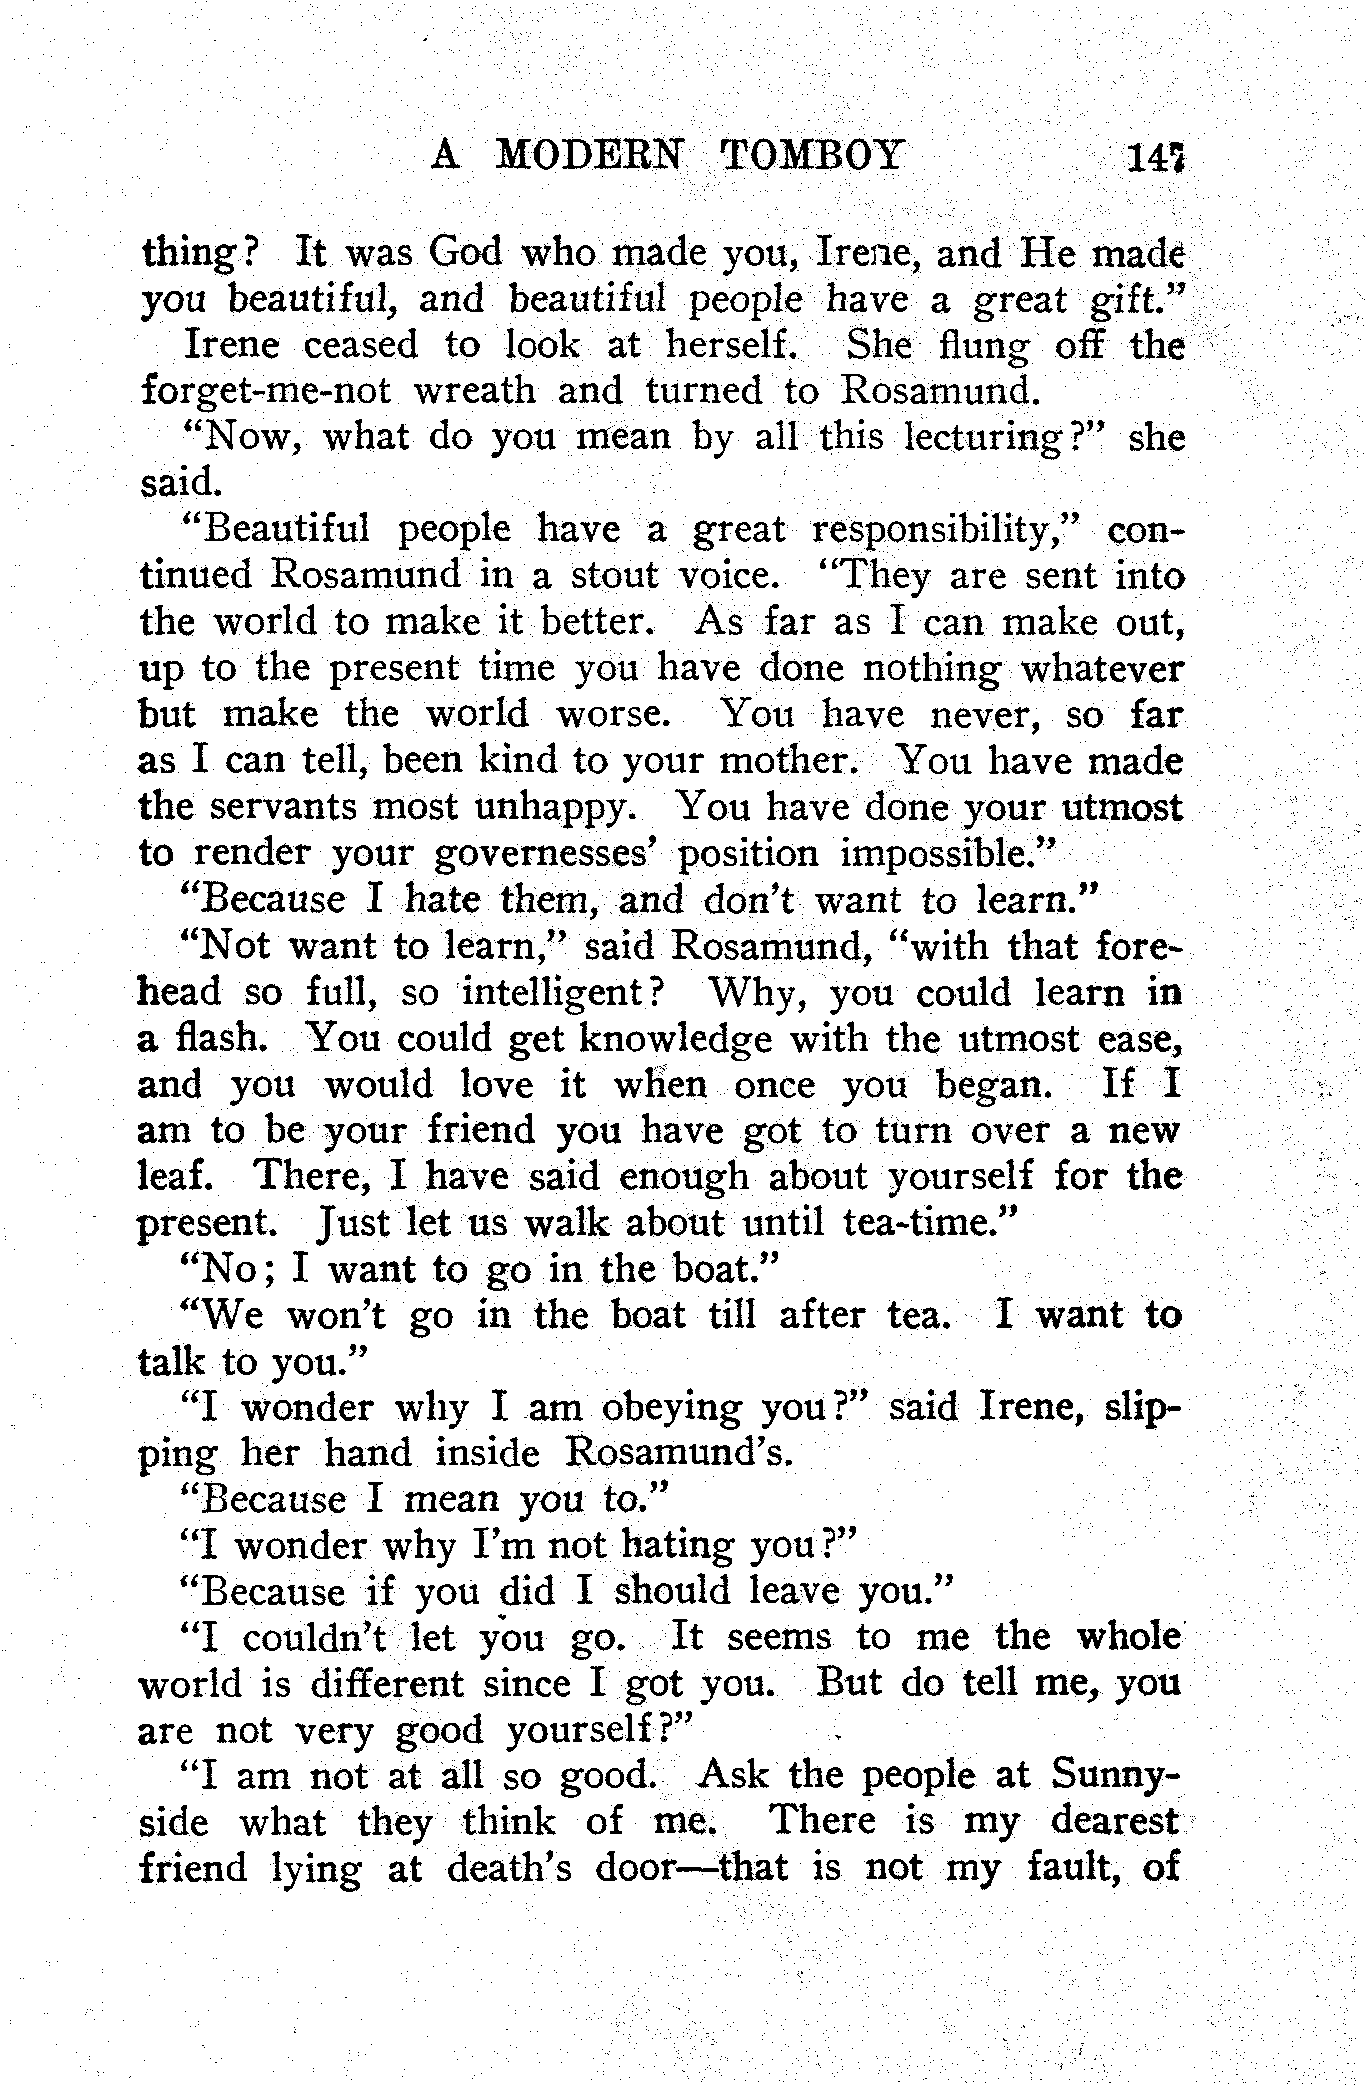 A MODERN TOMBOY 147
thing? It was God who made you, Irene, and He made
you beautiful, and beautiful people have a great gift."
Irene ceased to look at herself. She flung off the
forget-me-not wreath and turned to Rosamund.
"Now, what do you mean by all this lecturing?" she
said.
"Beautiful people have a great responsibility," con-
tinued Rosamund in a stout voice. "They are sent into
the world to make it better. As far as I can make out,
up to the present time you have done nothing whatever
but make the world worse. You have never, so far
as I can tell, been kind to your mother. You have made
the servants most unhappy. You have done your utmost
to render your governesses' position impossible."
"Because I hate them, and don't want to learn."
"Not want to learn," said Rosamund, "with that fore-
head so full, so intelligent? Why, you could learn in
a flash. You could get knowledge with the utmost ease,
and you would love it when once you began. If I
am to be your friend you have got to turn over a new
leaf. There, I have said enough about yourself for the
present. Just let us walk about until tea-time."
"No; I want to go in the boat."
"We won't go in the boat till after tea. I want to
talk to you."
"I wonder why I am obeying you?" said Irene, slip-
ping her hand inside Rosamund's.
"Because I mean you to."
"I wonder why I'm not hating you?"
"Because if you did I should leave you."
"I couldn't let you go. It seems to me the whole
world is different since I got you. But do tell me, you
are not very good yourself?"
"I am not at all so good. Ask the people at Sunny-
side what they think of me. There is my dearest
friend lying at death's door—that is not my fault, of